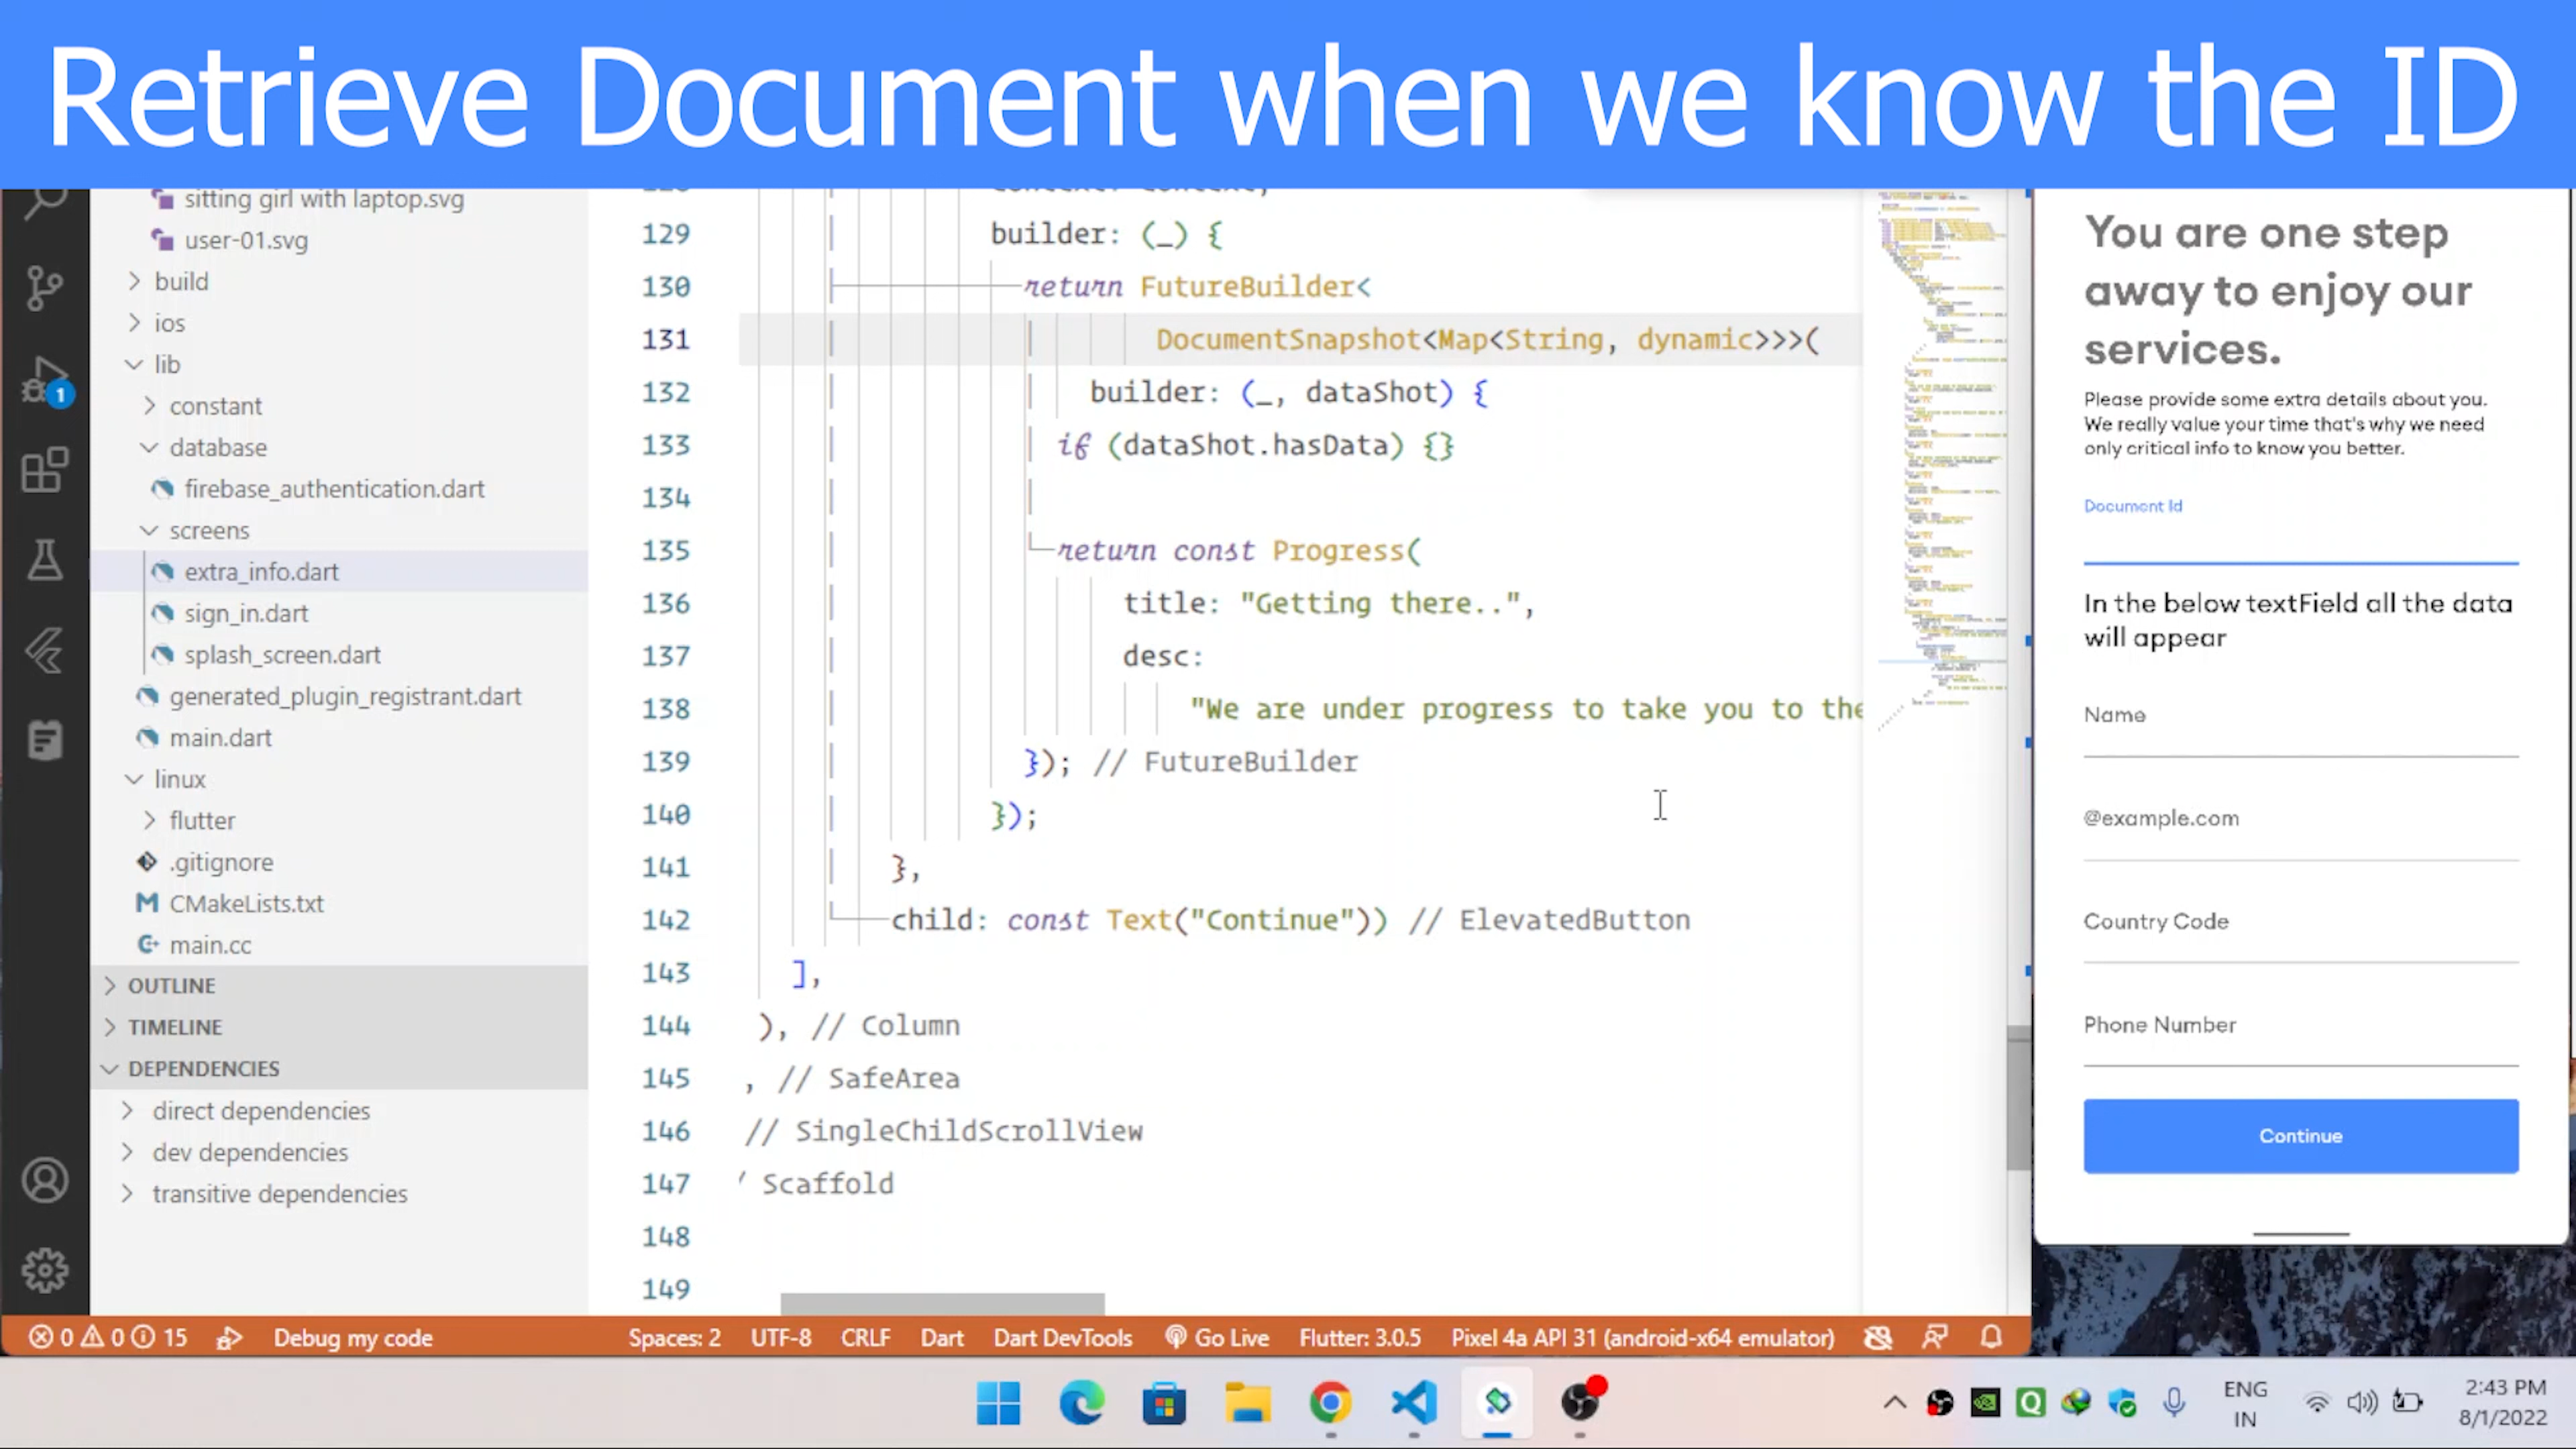 Retrieve Document when we know the ID
sitting girl with laptop.svg
user-01.svg
build
ios
lib
constant
database
firebase_authentication.dart
screens
extra_info.dart
sign_in.dart
splash_screen.dart
generated_plugin_registrant.dart
main.dart
linux
flutter
.gitignore
CMakeLists.txt
main.cc
OUTLINE
TIMELINE
DEPENDENCIES
direct dependencies
dev dependencies
transitive dependencies
1
129 builder: (_) {
130 return FutureBuilder<
131 DocumentSnapshot<Map<String, dynamic>>>(
132 builder: (_, dataShot) {
133 if (dataShot.hasData) {}
134
135 return const Progress(
136 title: "Getting there..",
137 desc:
138 "We are under progress to take you to the
139 }); // FutureBuilder
140 });
141 },
142 child: const Text("Continue")) // ElevatedButton
143 ],
144 ), // Column
145 , // SafeArea
146 // SingleChildScrollView
147 / Scaffold
148
149
You are one step
away to enjoy our
services.
Please provide some extra details about you.
We really value your time that's why we need
only critical info to know you better.
Document Id
In the below textField all the data
will appear
Name
@example.com
Country Code
Phone Number
Continue
0 0 15 Debug my code Spaces: 2 UTF-8 CRLF Dart Dart DevTools Go Live Flutter: 3.0.5 Pixel 4a API 31 (android-x64 emulator)
ENG
IN
2:43 PM
8/1/2022